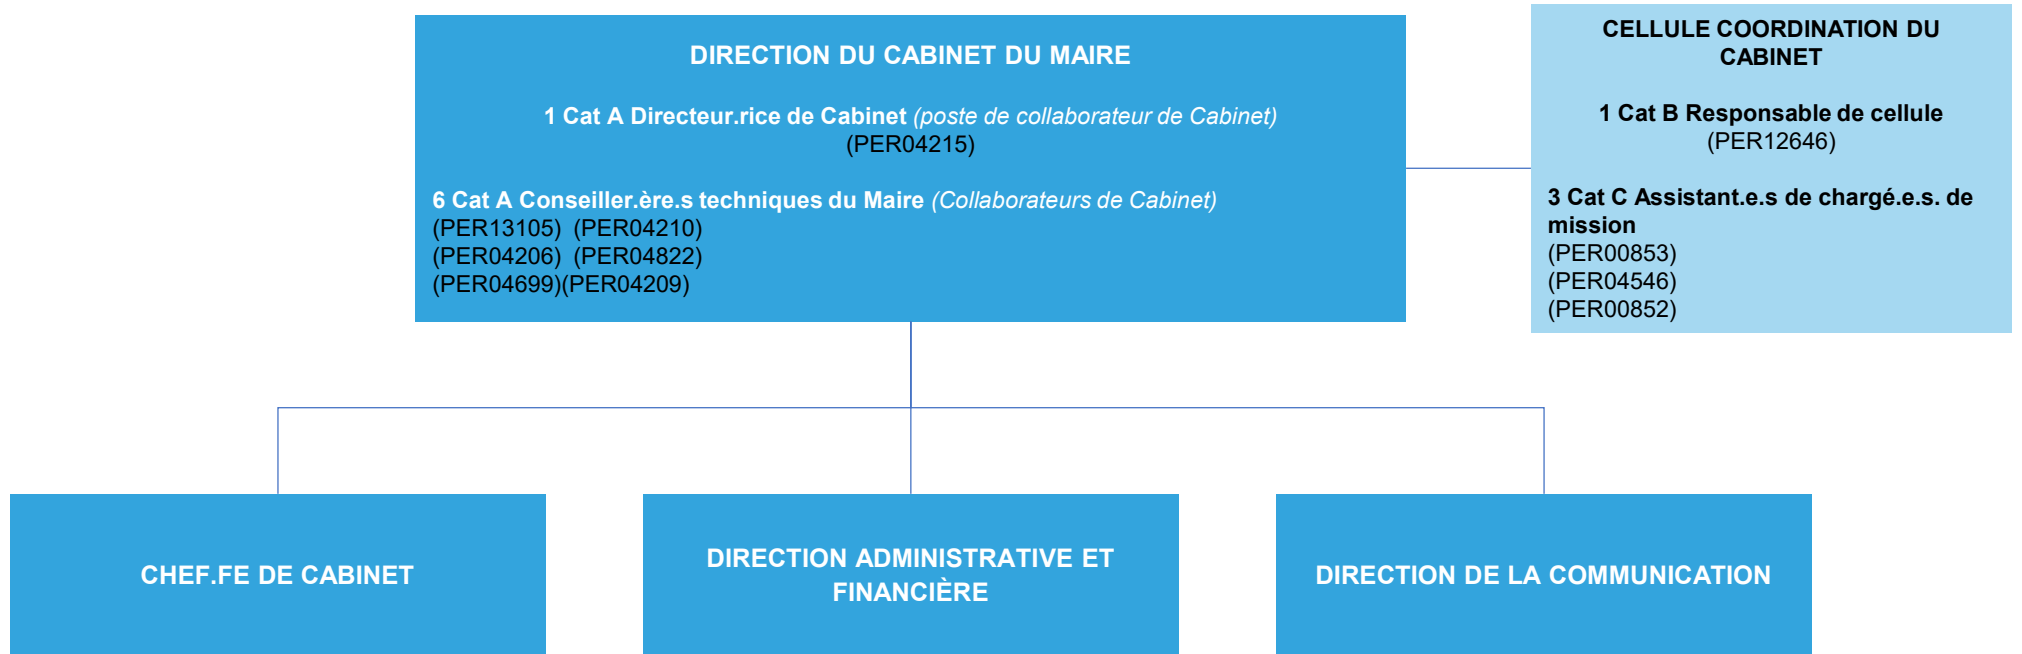 DIRECTION DU CABINET DU MAIRE
1 Cat A Directeur.rice de Cabinet (poste de collaborateur de Cabinet)
(PER04215)
6 Cat A Conseiller.ère.s techniques du Maire (Collaborateurs de Cabinet)
(PER13105) (PER04210)
(PER04206) (PER04822)
(PER04699)(PER04209)
CELLULE COORDINATION DU
CABINET
1 Cat B Responsable de cellule
(PER12646)
3 Cat C Assistant.e.s de chargé.e.s. de
mission
(PER00853)
(PER04546)
(PER00852)
CHEF.FE DE CABINET
DIRECTION ADMINISTRATIVE ET
FINANCIÈRE
DIRECTION DE LA COMMUNICATION